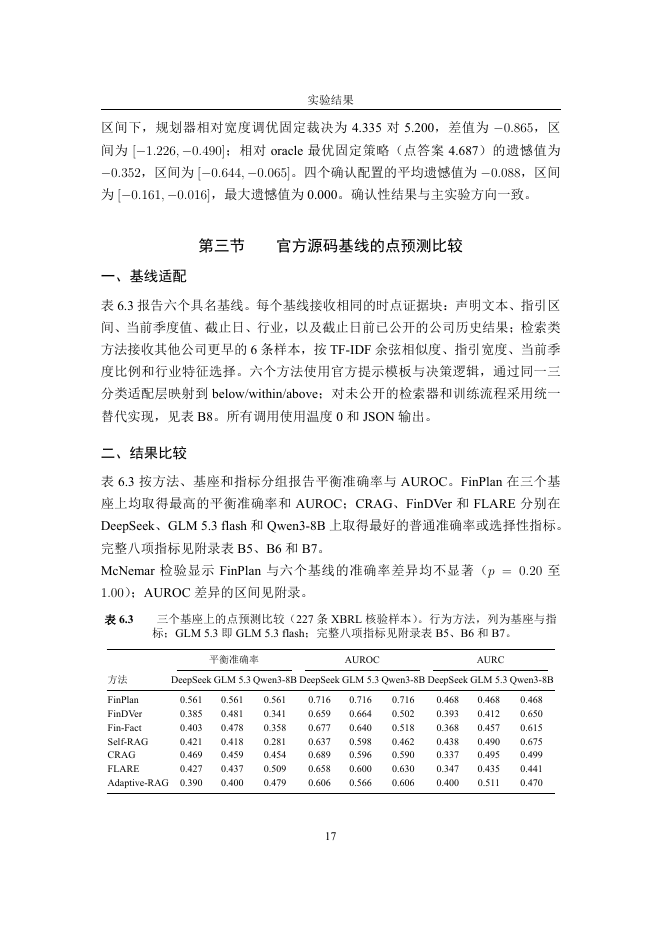 实验结果
区间下，规划器相对宽度调优固定裁决为 4.335 对 5.200，差值为 −0.865，区
间为 [−1.226, −0.490]；相对 oracle 最优固定策略（点答案 4.687）的遗憾值为
−0.352，区间为 [−0.644, −0.065]。四个确认配置的平均遗憾值为 −0.088，区间
为 [−0.161, −0.016]，最大遗憾值为 0.000。确认性结果与主实验方向一致。
第三节 官方源码基线的点预测比较
一、基线适配
表 6.3 报告六个具名基线。每个基线接收相同的时点证据块：声明文本、指引区
间、当前季度值、截止日、行业，以及截止日前已公开的公司历史结果；检索类
方法接收其他公司更早的 6 条样本，按 TF-IDF 余弦相似度、指引宽度、当前季
度比例和行业特征选择。六个方法使用官方提示模板与决策逻辑，通过同一三
分类适配层映射到 below/within/above；对未公开的检索器和训练流程采用统一
替代实现，见表 B8。所有调用使用温度 0 和 JSON 输出。
二、结果比较
表 6.3 按方法、基座和指标分组报告平衡准确率与 AUROC。FinPlan 在三个基
座上均取得最高的平衡准确率和 AUROC；CRAG、FinDVer 和 FLARE 分别在
DeepSeek、GLM 5.3 flash 和 Qwen3-8B 上取得最好的普通准确率或选择性指标。
完整八项指标见附录表 B5、B6 和 B7。
McNemar 检验显示 FinPlan 与六个基线的准确率差异均不显著（p = 0.20 至
1.00）；AUROC 差异的区间见附录。
表 6.3 三个基座上的点预测比较（227 条 XBRL 核验样本）。行为方法，列为基座与指
标；GLM 5.3 即 GLM 5.3 flash；完整八项指标见附录表 B5、B6 和 B7。
平衡准确率 AUROC AURC
方法 DeepSeek GLM 5.3 Qwen3-8B DeepSeek GLM 5.3 Qwen3-8B DeepSeek GLM 5.3 Qwen3-8B
FinPlan 0.561 0.561 0.561 0.716 0.716 0.716 0.468 0.468 0.468
FinDVer 0.385 0.481 0.341 0.659 0.664 0.502 0.393 0.412 0.650
Fin-Fact 0.403 0.478 0.358 0.677 0.640 0.518 0.368 0.457 0.615
Self-RAG 0.421 0.418 0.281 0.637 0.598 0.462 0.438 0.490 0.675
CRAG 0.469 0.459 0.454 0.689 0.596 0.590 0.337 0.495 0.499
FLARE 0.427 0.437 0.509 0.658 0.600 0.630 0.347 0.435 0.441
Adaptive-RAG 0.390 0.400 0.479 0.606 0.566 0.606 0.400 0.511 0.470
17